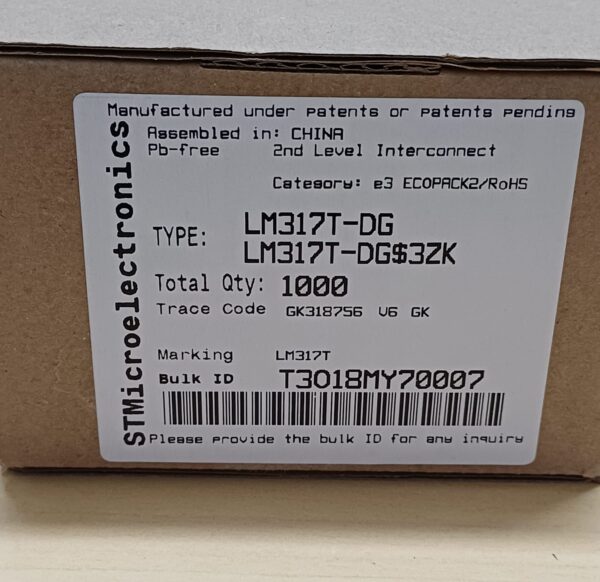 Manufactured under patents or patents pending
Assembled in: CHINA
Pb-free 2nd Level Interconnect
Category: e3 ECOPACK2/RoHS
STMicroelectronics
TYPE: LM317T-DG
LM317T-DG$3ZK
Total Qty: 1000
Trace Code GK318756 V6 GK
Marking LM317T
Bulk ID T3018MY70007
Please provide the bulk ID for any inquiry